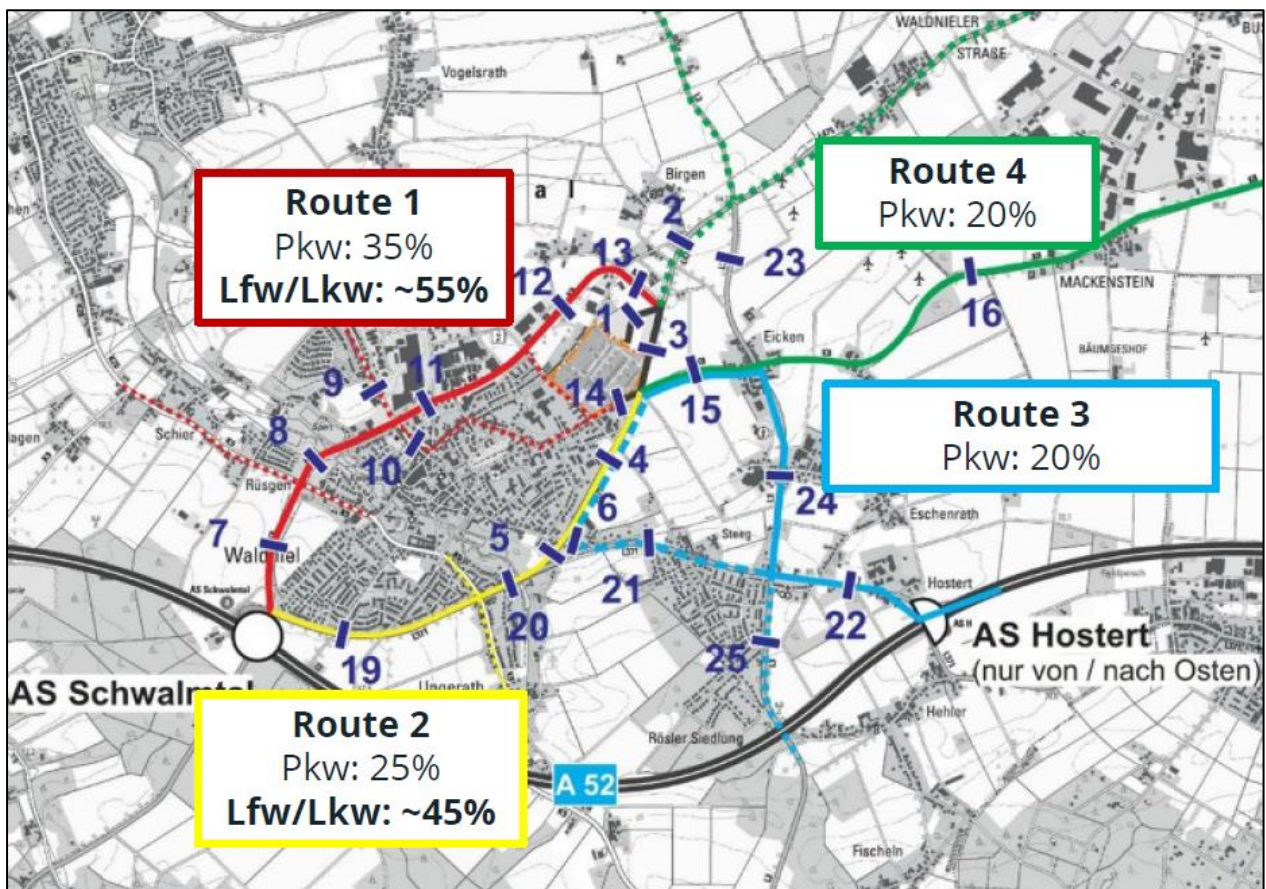 WALDNIELER
STRAßE
Vogelsrath
Birgen
a l
Route 1
Pkw: 35%
Lfw/Lkw: ~55%
Route 4
Pkw: 20%
2
13
23
12
16
MACKENSTEIN
1
3
Eicken
BÄUMGESHOF
9
11
14
15
Route 3
Pkw: 20%
8
Schier
10
4
Rüsgen
24
Eschenrath
7
Waldniel
5
6
Steeg
Hostert
AS Schwalmtal
21
22
20
19
25
AS Hostert
(nur von / nach Osten)
AS Schwalmtal
Ungerath
Hehler
Route 2
Pkw: 25%
Lfw/Lkw: ~45%
Rösler Siedlung
A 52
Fischeln